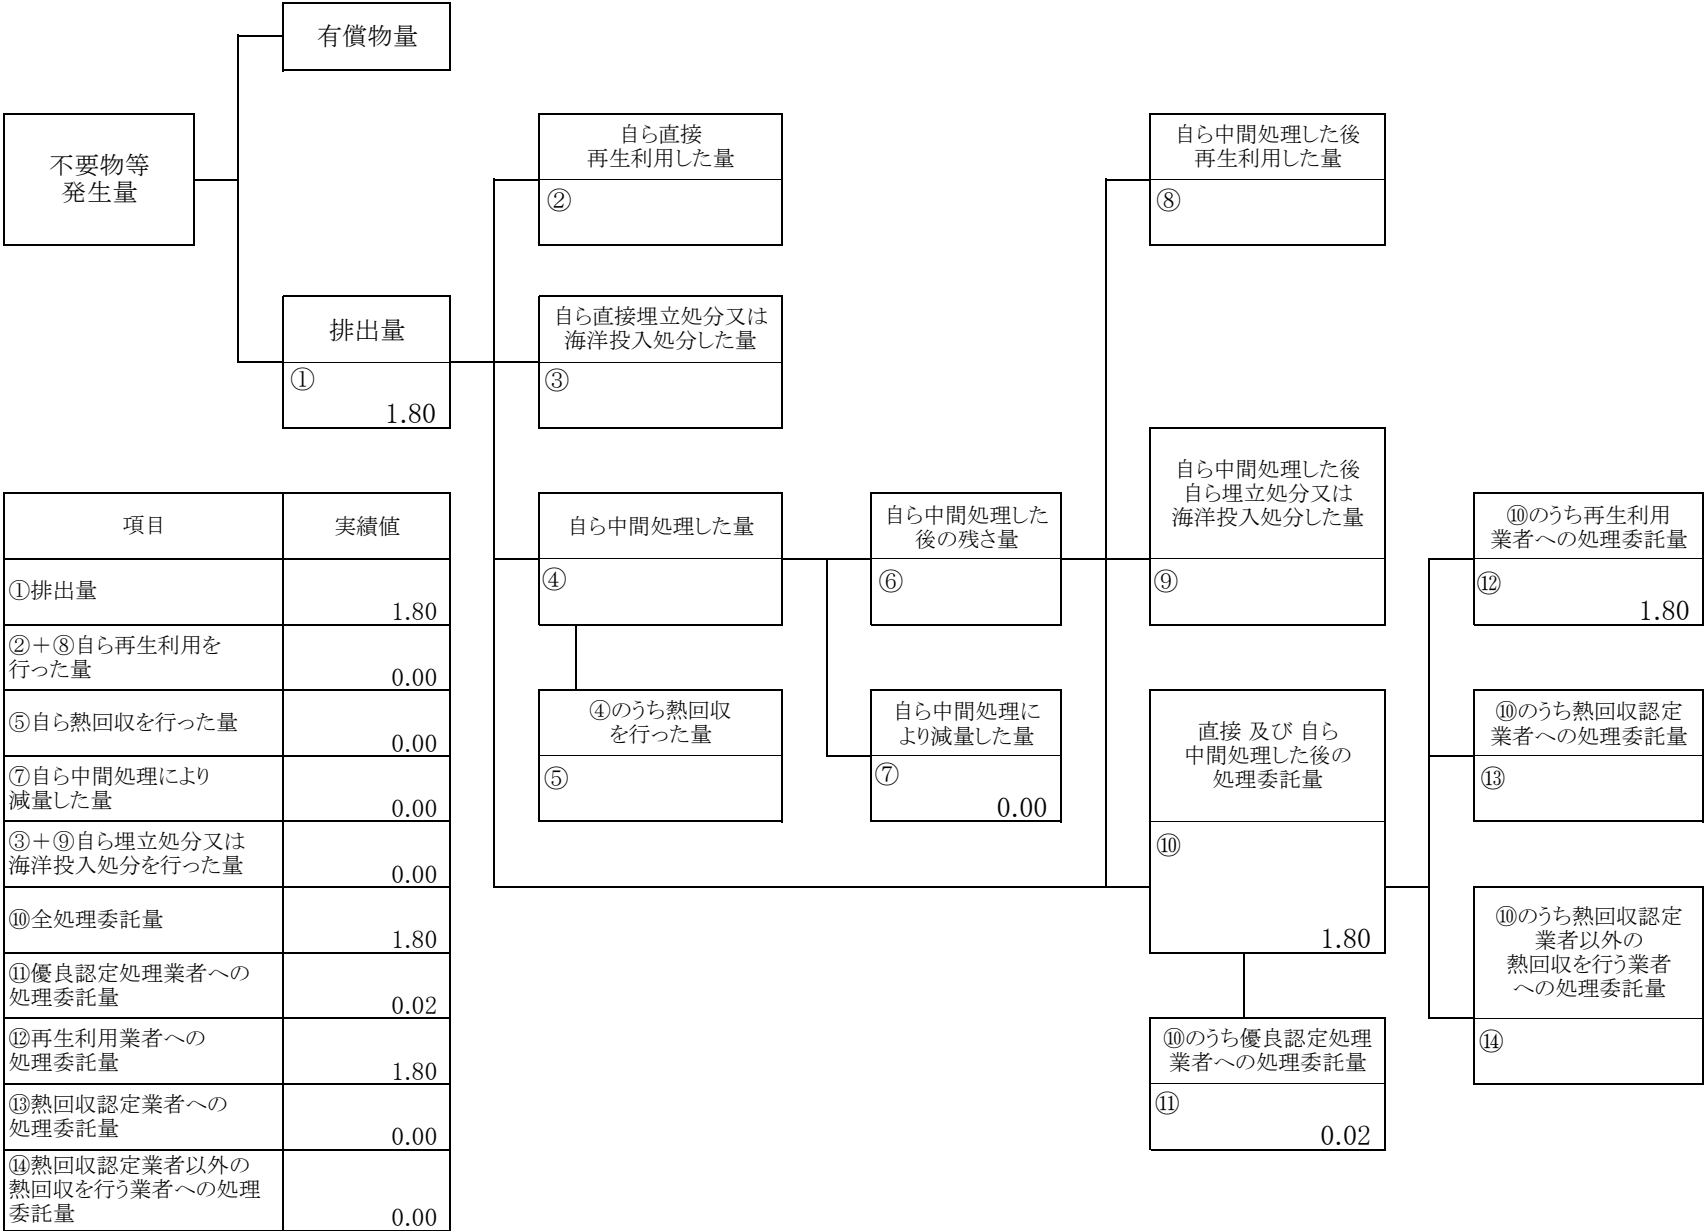 有償物量
不要物等
発生量
自ら直接
再生利用した量
②
自ら中間処理した後
再生利用した量
⑧
排出量
①
1.80
自ら直接埋立処分又は
海洋投入処分した量
③
自ら中間処理した量
④
自ら中間処理した
後の残さ量
⑥
自ら中間処理した後
自ら埋立処分又は
海洋投入処分した量
⑨
⑩のうち再生利用
業者への処理委託量
⑫
1.80
④のうち熱回収
を行った量
⑤
自ら中間処理に
より減量した量
⑦
0.00
直接 及び 自ら
中間処理した後の
処理委託量
⑩
1.80
⑩のうち熱回収認定
業者への処理委託量
⑬
⑩のうち熱回収認定
業者以外の
熱回収を行う業者
への処理委託量
⑭
⑩のうち優良認定処理
業者への処理委託量
⑪
0.02
項目 実績値
①排出量
1.80
②＋⑧自ら再生利用を
行った量
0.00
⑤自ら熱回収を行った量
0.00
⑦自ら中間処理により
減量した量
0.00
③＋⑨自ら埋立処分又は
海洋投入処分を行った量
0.00
⑩全処理委託量
1.80
⑪優良認定処理業者への
処理委託量
0.02
⑫再生利用業者への
処理委託量
1.80
⑬熱回収認定業者への
処理委託量
0.00
⑭熱回収認定業者以外の
熱回収を行う業者への処理
委託量
0.00